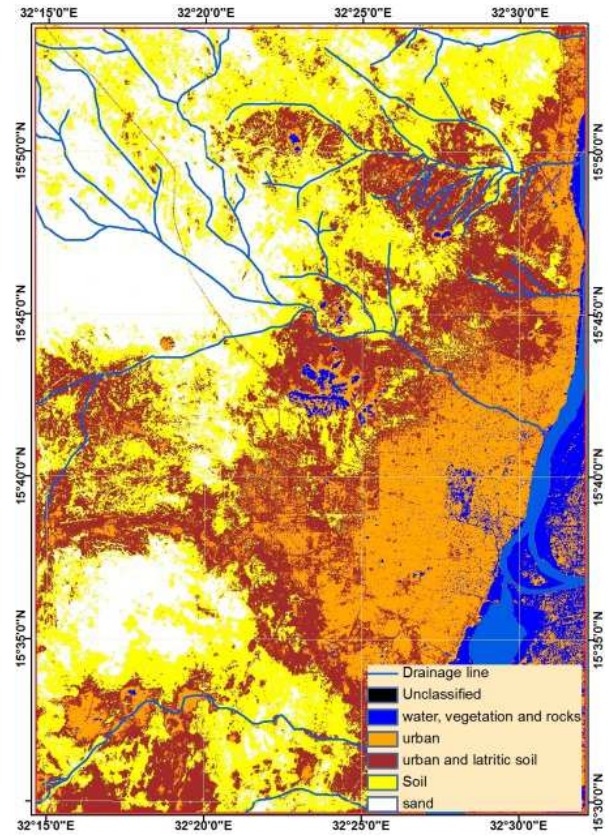 32°15'0"E 32°20'0"E 32°25'0"E 32°30'0"E
15°50'0"N 15°50'0"N
15°45'0"N 15°45'0"N
15°40'0"N 15°40'0"N
15°35'0"N 15°35'0"N
15°30'0"N
Drainage line
Unclassified
water, vegetation and rocks
urban
urban and latritic soil
Soil
sand
32°15'0"E 32°20'0"E 32°25'0"E 32°30'0"E